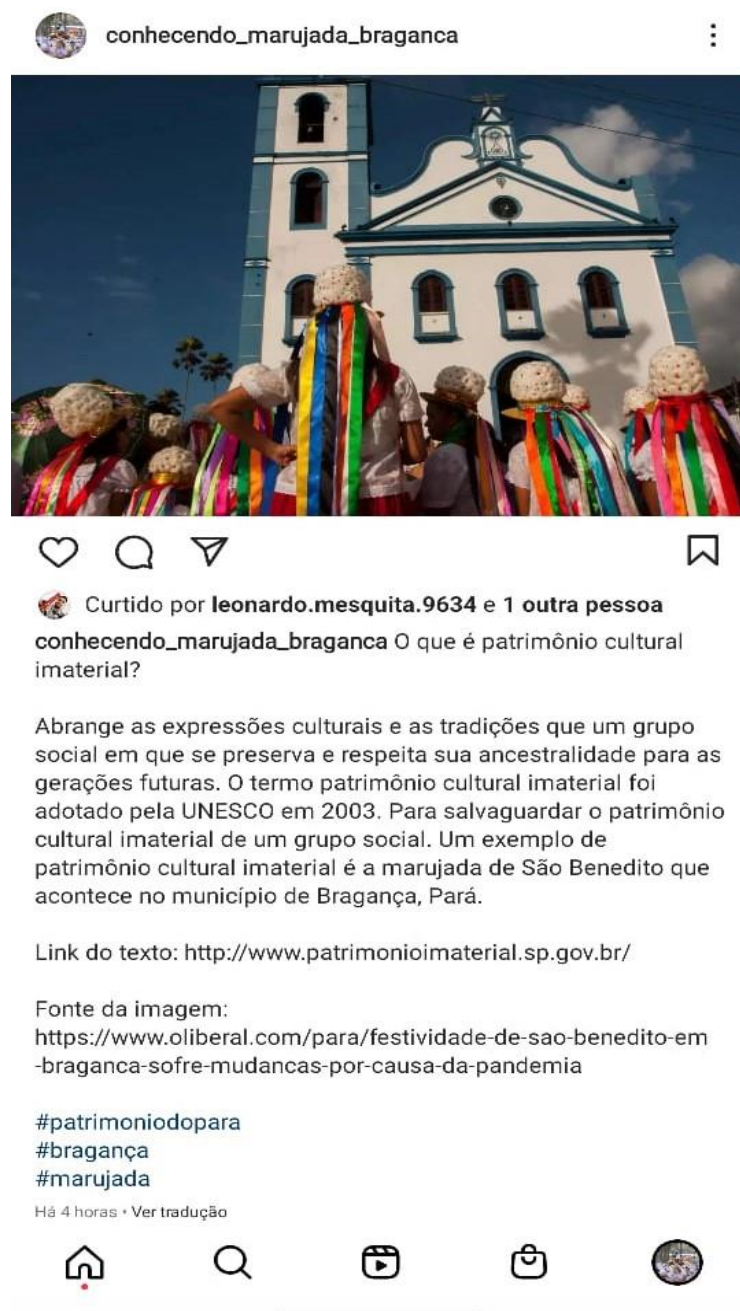 conhecendo_marujada_braganca
Curtido por leonardo.mesquita.9634 e 1 outra pessoa
conhecendo_marujada_braganca O que é patrimônio cultural
imaterial?
Abrange as expressões culturais e as tradições que um grupo
social em que se preserva e respeita sua ancestralidade para as
gerações futuras. O termo patrimônio cultural imaterial foi
adotado pela UNESCO em 2003. Para salvaguardar o patrimônio
cultural imaterial de um grupo social. Um exemplo de
patrimônio cultural imaterial é a marujada de São Benedito que
acontece no município de Bragança, Pará.
Link do texto: http://www.patrimonioimaterial.sp.gov.br/
Fonte da imagem:
https://www.oliberal.com/para/festividade-de-sao-benedito-em
-braganca-sofre-mudancas-por-causa-da-pandemia
#patrimoniodopara
#bragança
#marujada
Há 4 horas • Ver tradução